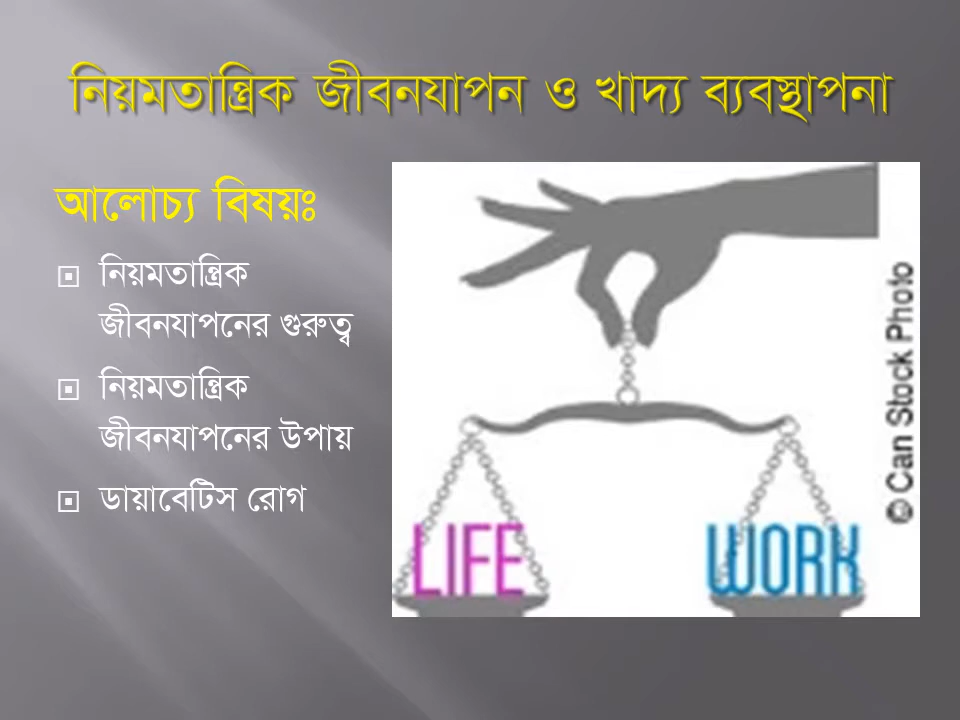 নিয়মতান্ত্রিক জীবনযাপন ও খাদ্য ব্যবস্থাপনা
আলোচ্য বিষয়ঃ
নিয়মতান্ত্রিক
জীবনযাপনের গুরুত্ব
নিয়মতান্ত্রিক
জীবনযাপনের উপায়
ডায়াবেটিস রোগ
LIFE
WORK
© Can Stock Photo